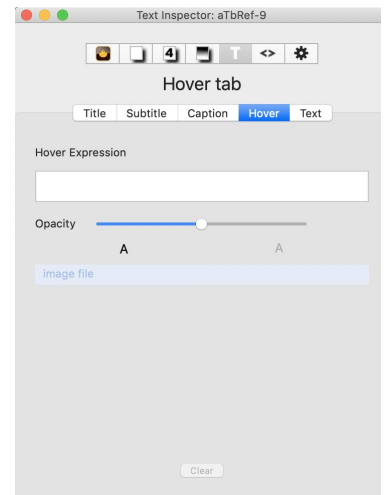 Text Inspector: aTbRef-9
4 T <>
Hover tab
Title Subtitle Caption Hover Text
Hover Expression
Opacity
A A
image file
Clear